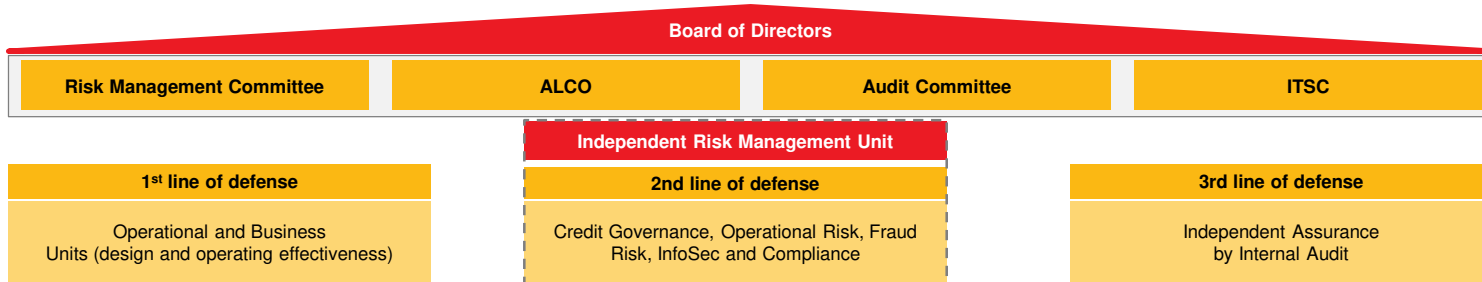 Board of Directors
Risk Management Committee
ALCO
Audit Committee
ITSC
Independent Risk Management Unit
1st line of defense
2nd line of defense
3rd line of defense
Operational and Business
Units (design and operating effectiveness)
Credit Governance, Operational Risk, Fraud
Risk, InfoSec and Compliance
Independent Assurance
by Internal Audit